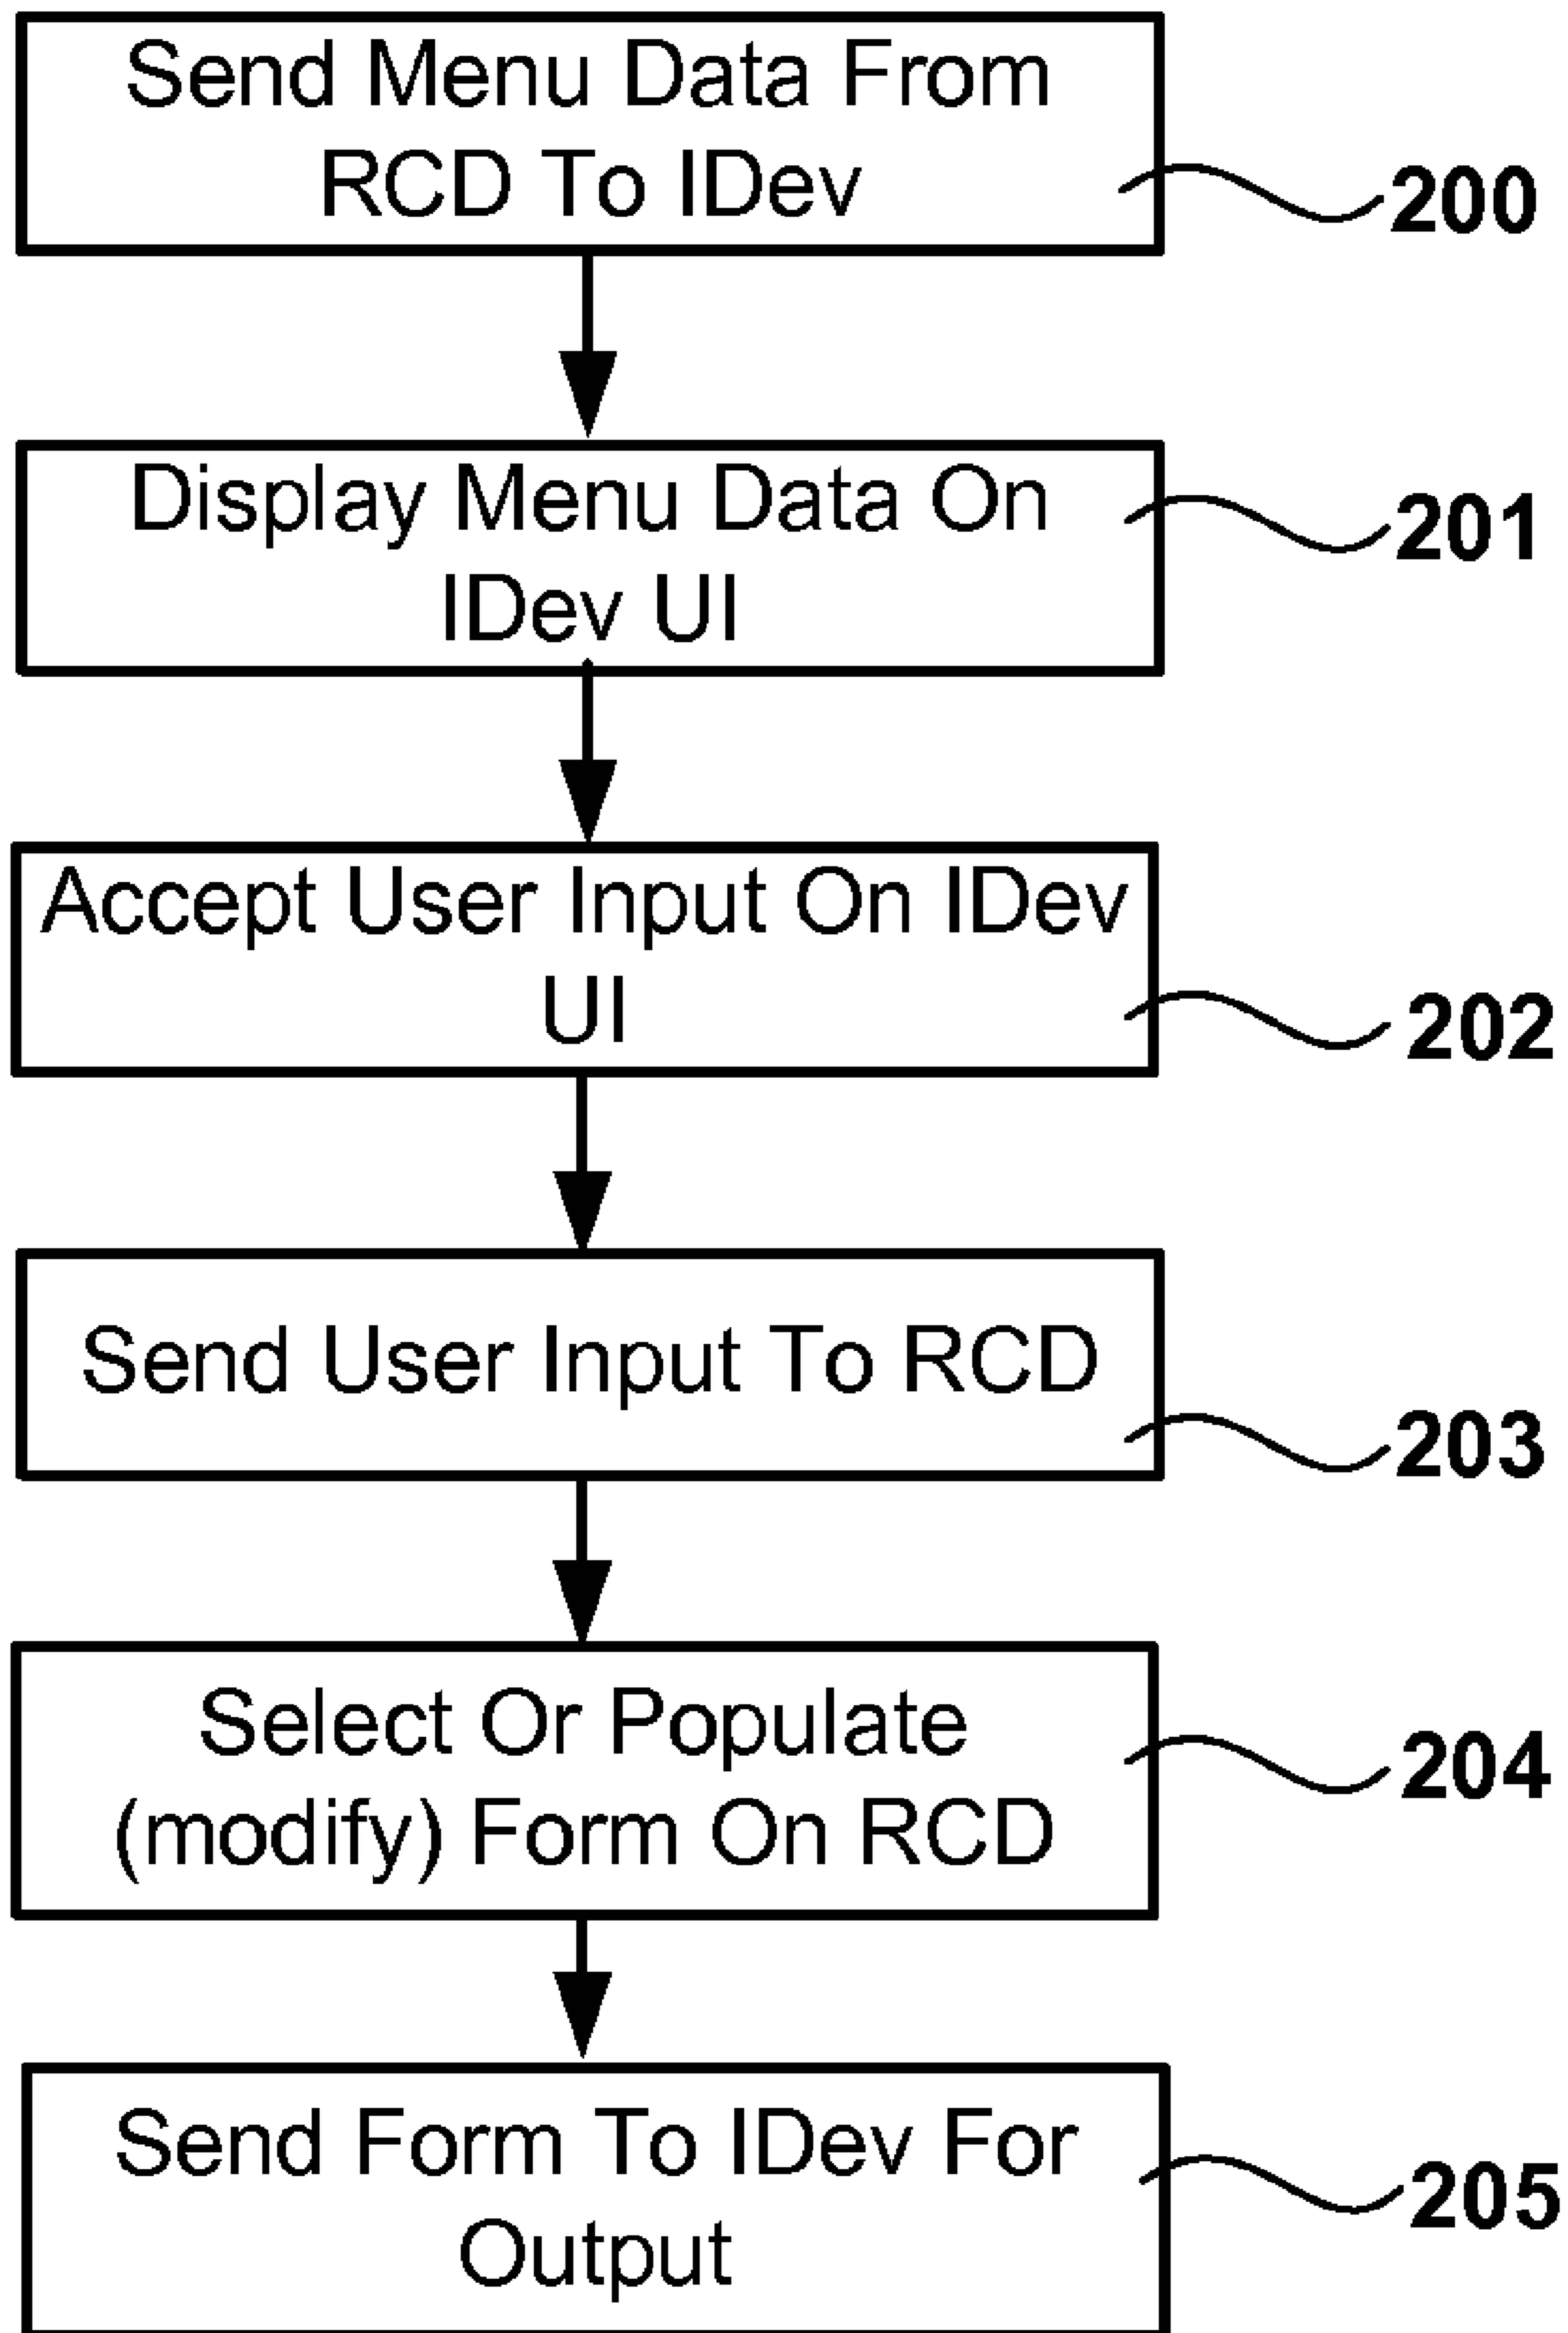 Send Menu Data From
RCD To IDev
200
Display Menu Data On
IDev UI
201
Accept User Input On IDev
UI
202
Send User Input To RCD
203
Select Or Populate
(modify) Form On RCD
204
Send Form To IDev For
Output
205